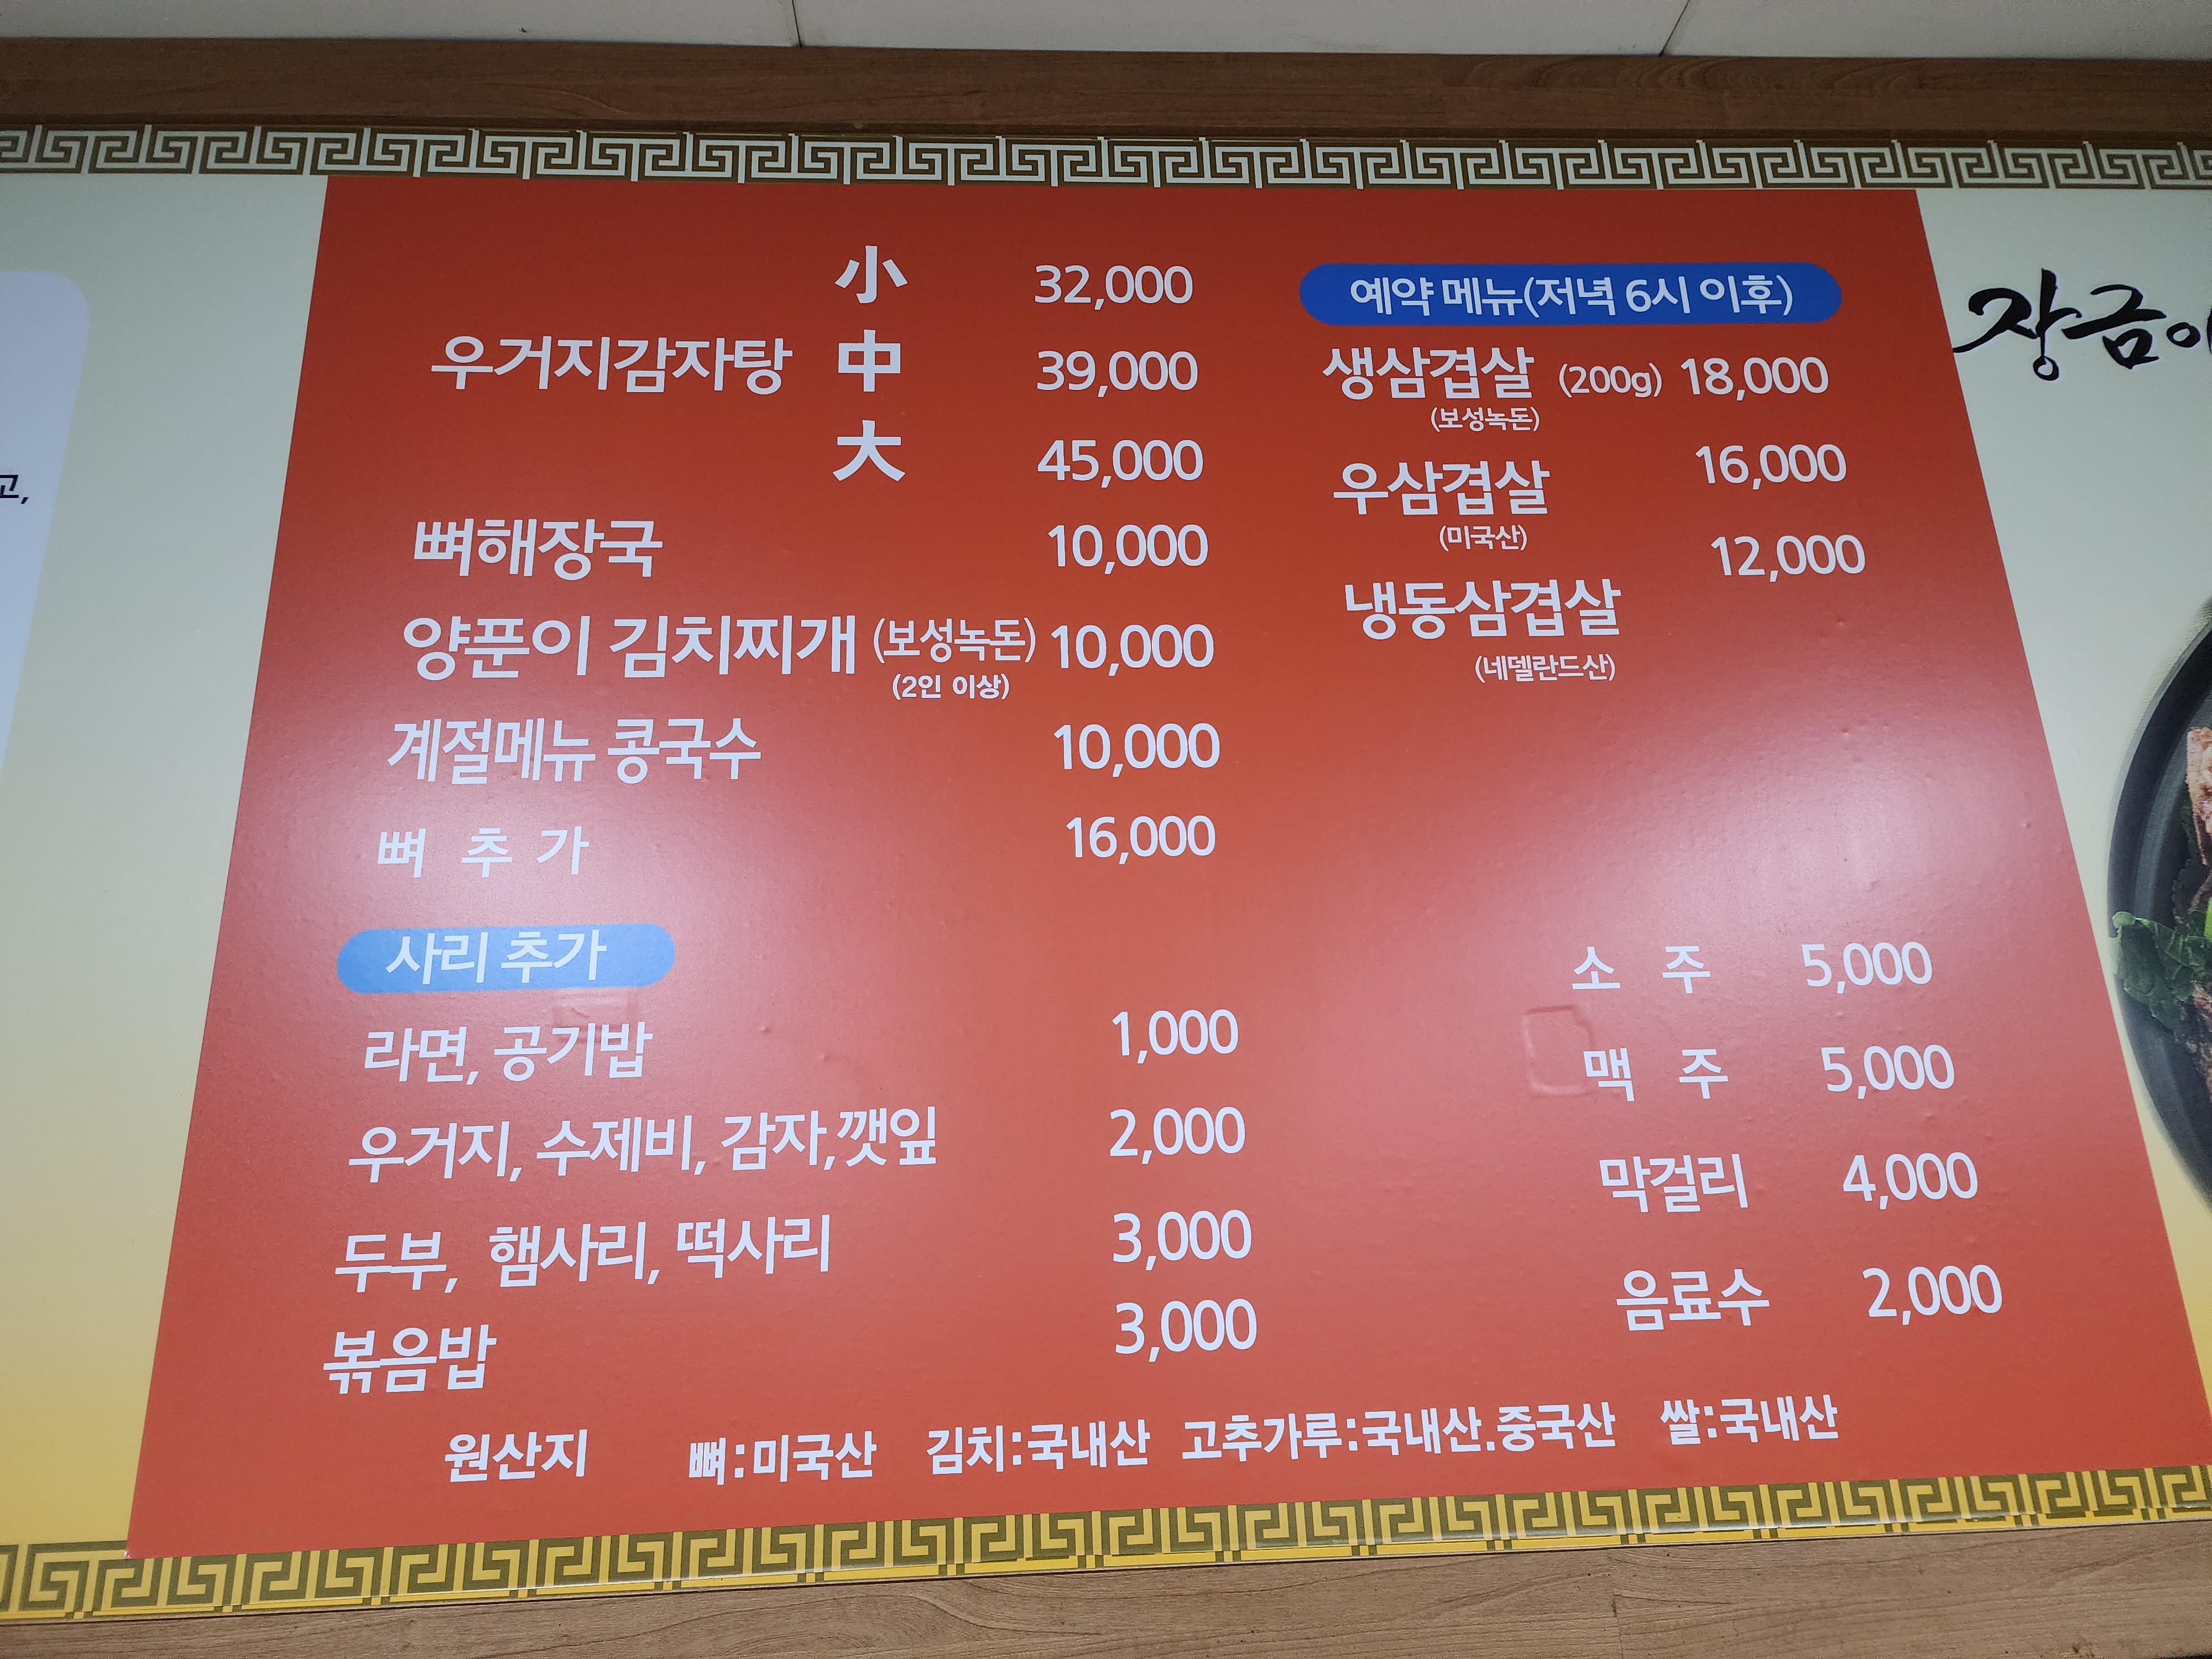 小 32,000
우거지감자탕 中 39,000
大 45,000
뼈해장국 10,000
양푼이 김치찌개 (보성녹돈) 10,000
(2인 이상)
계절메뉴 콩국수 10,000
뼈 추 가 16,000
사리 추가
라면, 공기밥 1,000
우거지, 수제비, 감자,깻잎 2,000
두부, 햄사리, 떡사리 3,000
볶음밥 3,000
예약 메뉴(저녁 6시 이후)
생삼겹살 (200g) 18,000
(보성녹돈)
우삼겹살 16,000
(미국산)
냉동삼겹살 12,000
(네델란드산)
소 주 5,000
맥 주 5,000
막걸리 4,000
음료수 2,000
원산지 뼈:미국산 김치:국내산 고추가루:국내산.중국산 쌀:국내산
고,
장금이